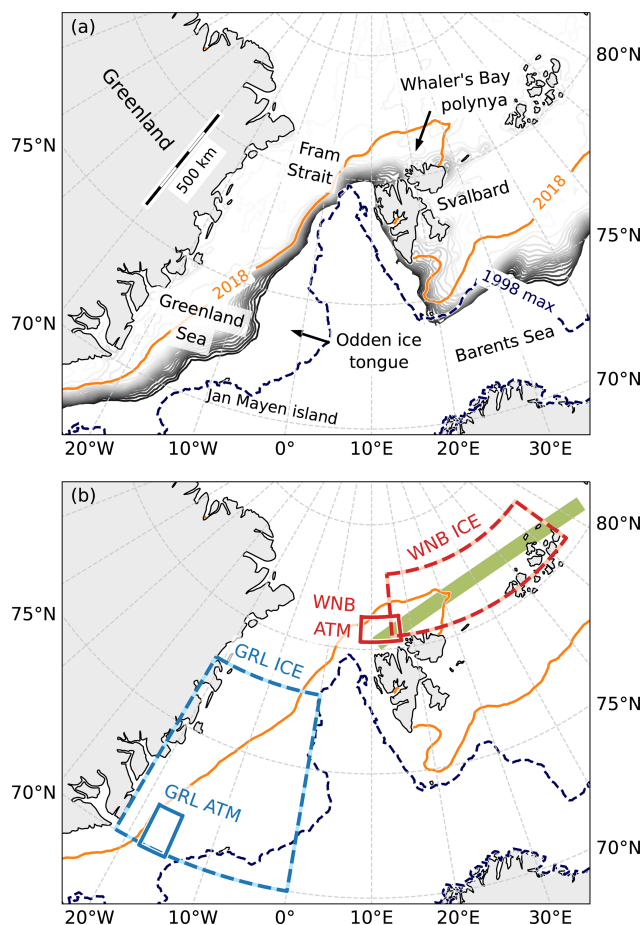 (a)
80°N
Greenland
Whaler's Bay
polynya
75°N
500 km
Fram
Strait
Svalbard
2018
75°N
2018
Greenland
Sea
1998 max
70°N
Odden ice
tongue
Barents Sea
Jan Mayen island
70°N
20°W
10°W
0°
10°E
20°E
30°E
(b)
80°N
WNB ICE
WNB
ATM
75°N
GRL ICE
75°N
GRL ATM
70°N
70°N
20°W
10°W
0°
10°E
20°E
30°E